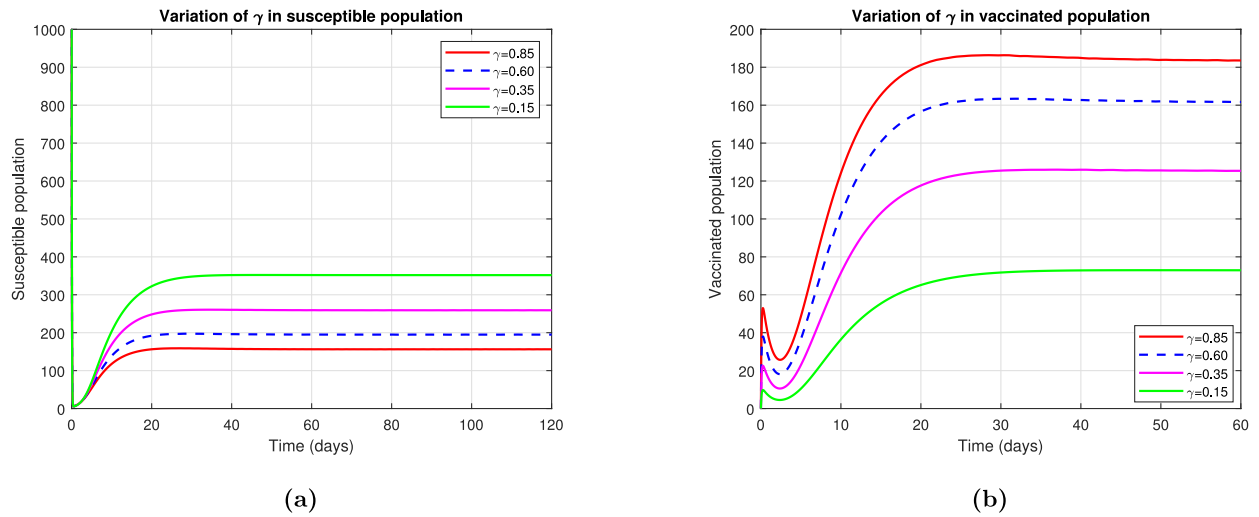 Variation of γ in susceptible population
1000
900
800
700
600
500
400
300
200
100
0
Susceptible population
0 20 40 60 80 100 120
Time (days)
γ=0.85
γ=0.60
γ=0.35
γ=0.15
(a)
Variation of γ in vaccinated population
200
180
160
140
120
100
80
60
40
20
0
Vaccinated population
0 10 20 30 40 50 60
Time (days)
γ=0.85
γ=0.60
γ=0.35
γ=0.15
(b)